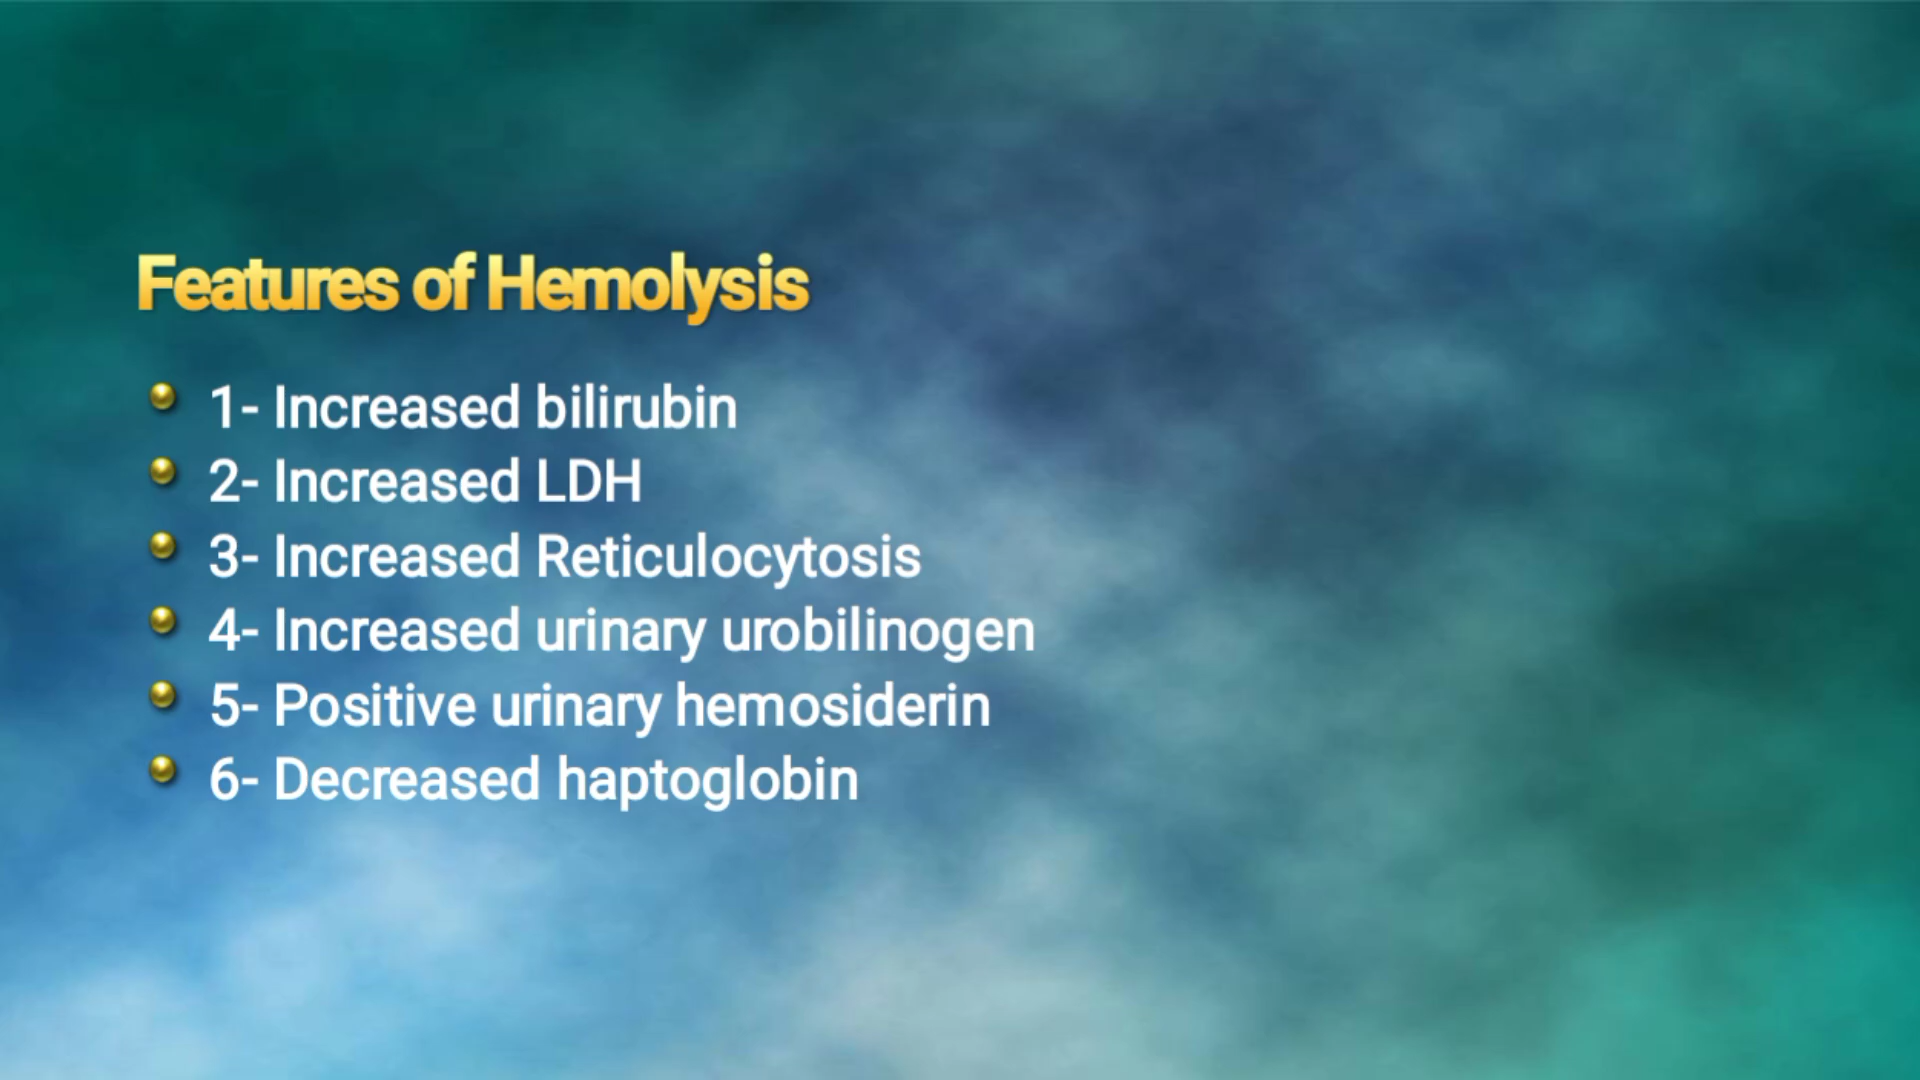 Features of Hemolysis
1- Increased bilirubin
2- Increased LDH
3- Increased Reticulocytosis
4- Increased urinary urobilinogen
5- Positive urinary hemosiderin
6- Decreased haptoglobin